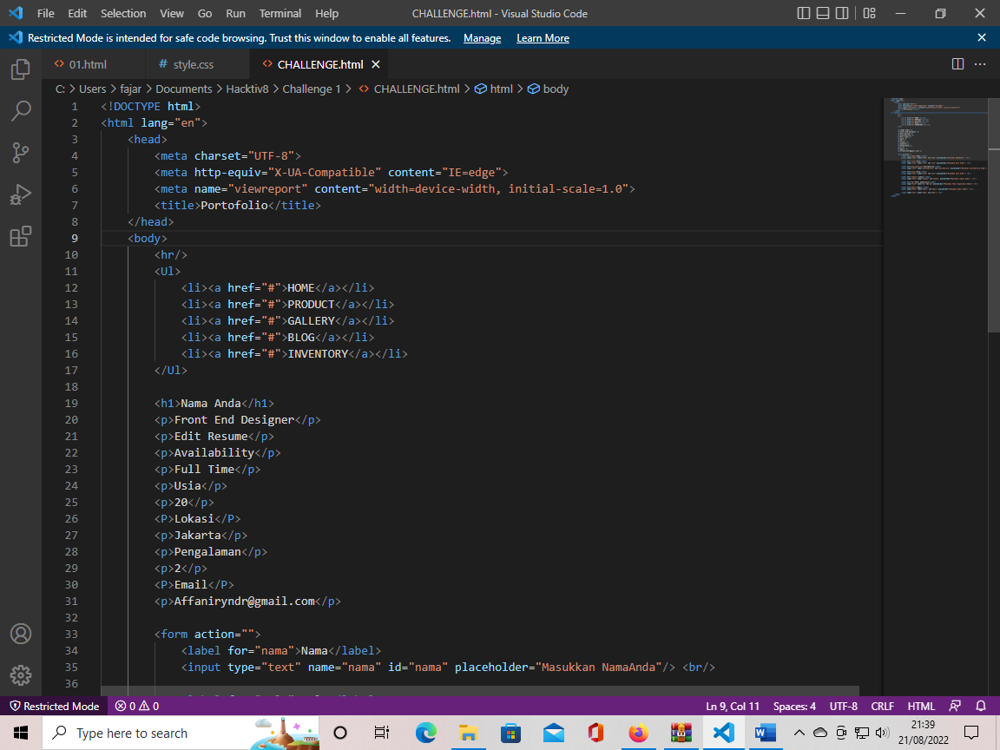 File Edit Selection View Go Run Terminal Help CHALLENGE.html - Visual Studio Code
Restricted Mode is intended for safe code browsing. Trust this window to enable all features. Manage Learn More
01.html # style.css CHALLENGE.html
C: > Users > fajar > Documents > Hacktiv8 > Challenge 1 > CHALLENGE.html > html > body
1 <!DOCTYPE html>
2 <html lang="en">
3 <head>
4 <meta charset="UTF-8">
5 <meta http-equiv="X-UA-Compatible" content="IE=edge">
6 <meta name="viewreport" content="width=device-width, initial-scale=1.0">
7 <title>Portofolio</title>
8 </head>
9 <body>
10 <hr/>
11 <Ul>
12 <li><a href="#">HOME</a></li>
13 <li><a href="#">PRODUCT</a></li>
14 <li><a href="#">GALLERY</a></li>
15 <li><a href="#">BLOG</a></li>
16 <li><a href="#">INVENTORY</a></li>
17 </Ul>
18
19 <h1>Nama Anda</h1>
20 <p>Front End Designer</p>
21 <p>Edit Resume</p>
22 <p>Availability</p>
23 <p>Full Time</p>
24 <p>Usia</p>
25 <p>20</p>
26 <P>Lokasi</P>
27 <p>Jakarta</p>
28 <p>Pengalaman</p>
29 <p>2</p>
30 <P>Email</P>
31 <p>Affaniryndr@gmail.com</p>
32
33 <form action="">
34 <label for="nama">Nama</label>
35 <input type="text" name="nama" id="nama" placeholder="Masukkan NamaAnda"/> <br/>
36
Restricted Mode 0 0 Ln 9, Col 11 Spaces: 4 UTF-8 CRLF HTML
Type here to search 21:39
21/08/2022